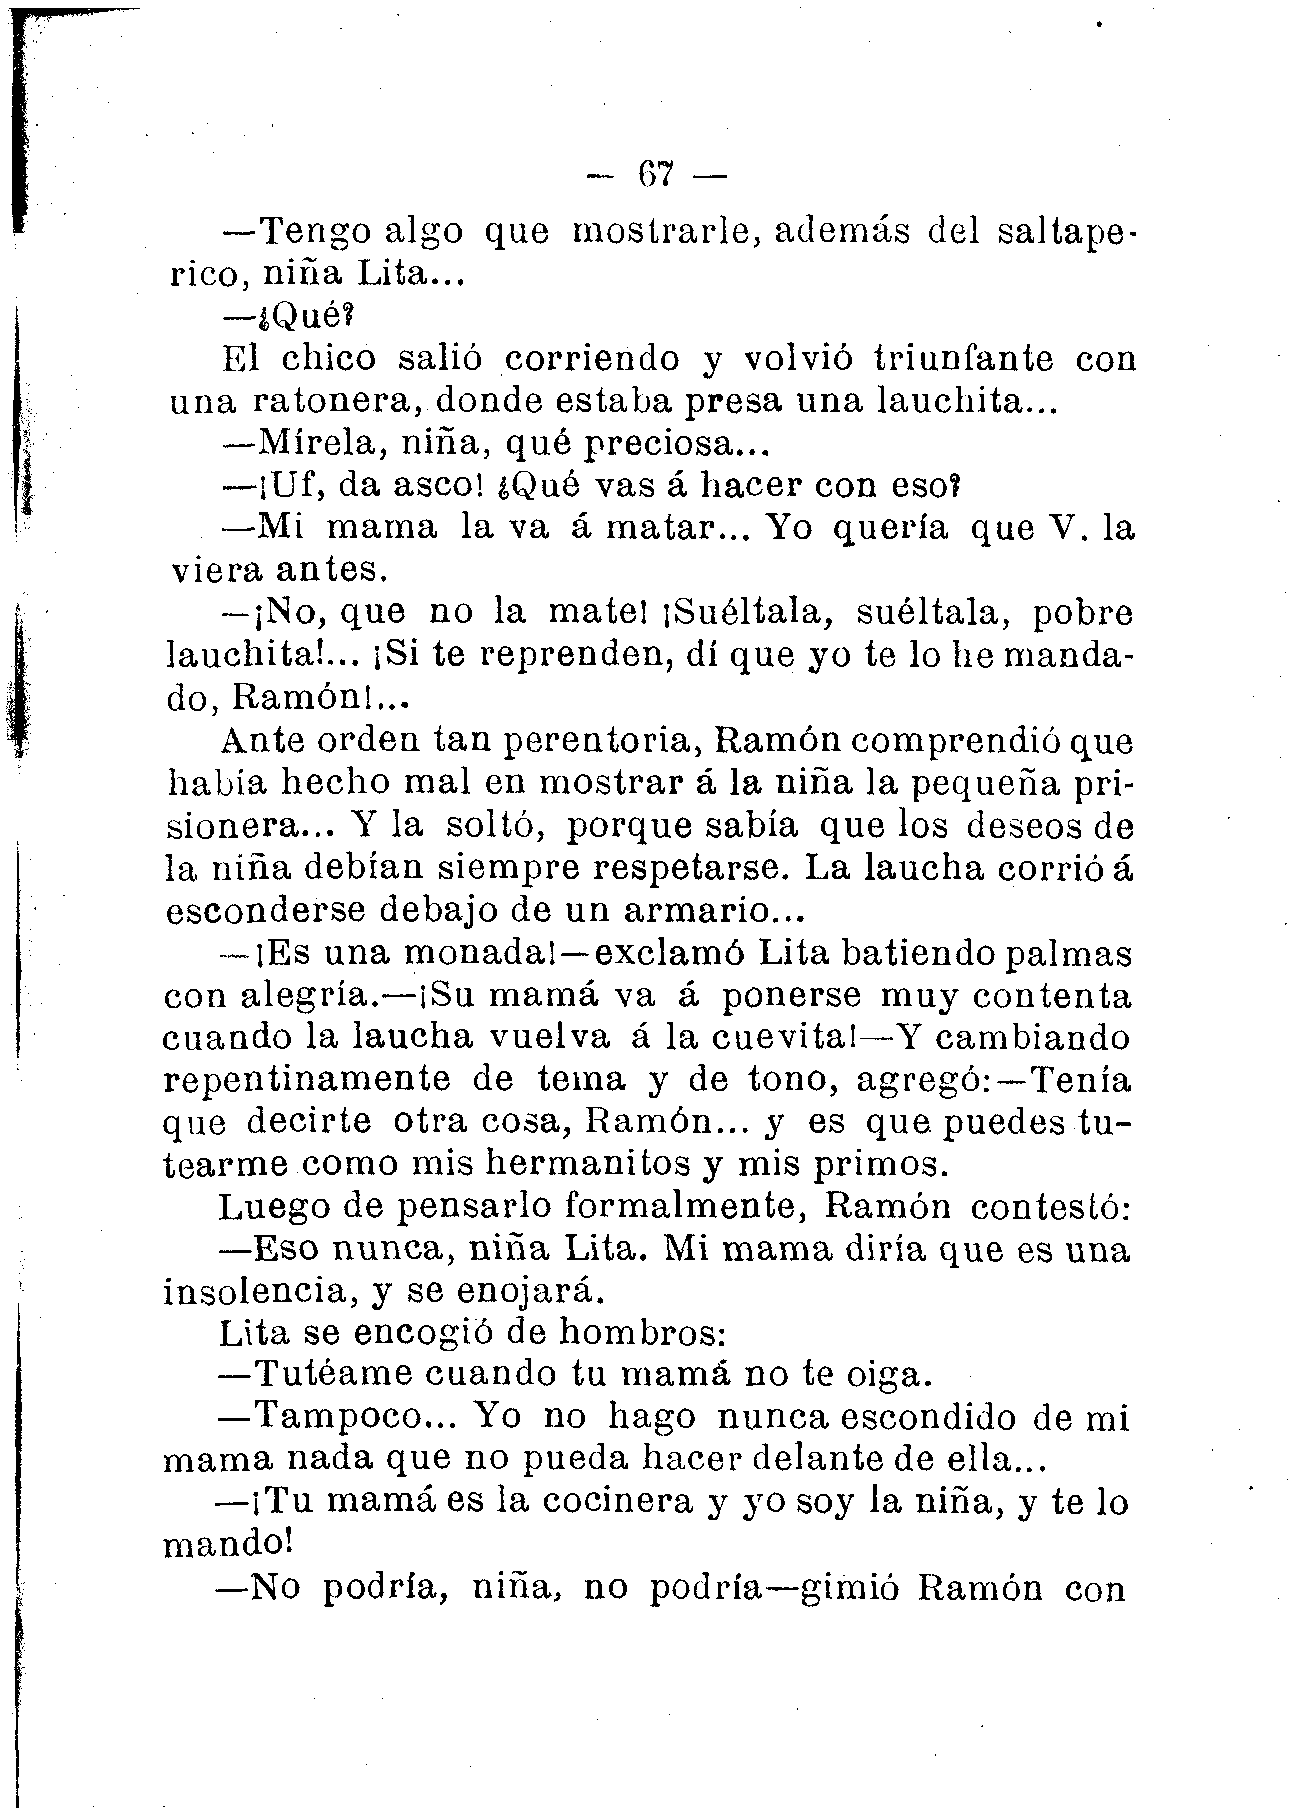 — 67 —
—Tengo algo que mostrarle, además del saltape-
rico, niña Lita...
—¿Qué?
El chico salió corriendo y volvió triunfante con
una ratonera, donde estaba presa una lauchita...
—Mírela, niña, qué preciosa...
—¡Uf, da asco! ¿Qué vas á hacer con eso?
—Mi mama la va á matar... Yo quería que V. la
viera antes.
—¡No, que no la mate! ¡Suéltala, suéltala, pobre
lauchita!... ¡Si te reprenden, dí que yo te lo he manda-
do, Ramón!...
Ante orden tan perentoria, Ramón comprendió que
había hecho mal en mostrar á la niña la pequeña pri-
sionera... Y la soltó, porque sabía que los deseos de
la niña debían siempre respetarse. La laucha corrió á
esconderse debajo de un armario...
—¡Es una monada!—exclamó Lita batiendo palmas
con alegría.—¡Su mamá va á ponerse muy contenta
cuando la laucha vuelva á la cuevita!—Y cambiando
repentinamente de tema y de tono, agregó:—Tenía
que decirte otra cosa, Ramón... y es que puedes tu-
tearme como mis hermanitos y mis primos.
Luego de pensarlo formalmente, Ramón contestó:
—Eso nunca, niña Lita. Mi mama diría que es una
insolencia, y se enojará.
Lita se encogió de hombros:
—Tutéame cuando tu mamá no te oiga.
—Tampoco... Yo no hago nunca escondido de mi
mama nada que no pueda hacer delante de ella...
—¡Tu mamá es la cocinera y yo soy la niña, y te lo
mando!
—No podría, niña, no podría—gimió Ramón con